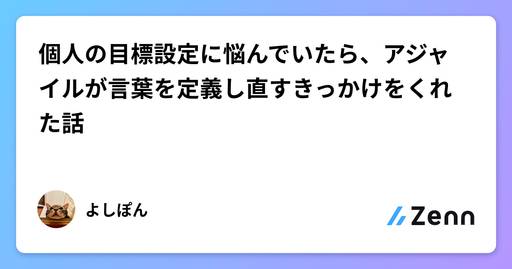 個人の目標設定に悩んでいたら、アジャ
イルが言葉を定義し直すきっかけをくれ
た話
よしぽん
Zenn